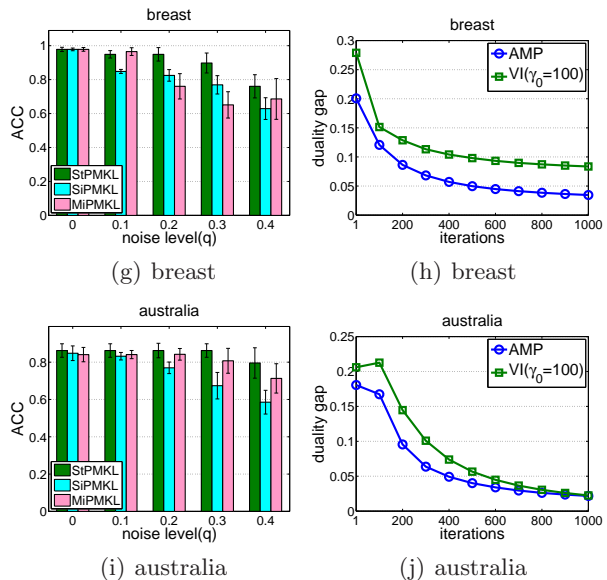 breast
ACC
1
0.8
0.6
0.4
0.2
0
StPMKL
SiPMKL
MiPMKL
0 0.1 0.2 0.3 0.4
noise level(q)
(g) breast
breast
duality gap
0.3
0.25
0.2
0.15
0.1
0.05
0
AMP
VI(γ0=100)
1 200 400 600 800 1000
iterations
(h) breast
australia
ACC
0.8
0.6
0.4
0.2
0
StPMKL
SiPMKL
MiPMKL
0 0.1 0.2 0.3 0.4
noise level(q)
(i) australia
australia
duality gap
0.25
0.2
0.15
0.1
0.05
0
AMP
VI(γ0=100)
1 200 400 600 800 1000
iterations
(j) australia